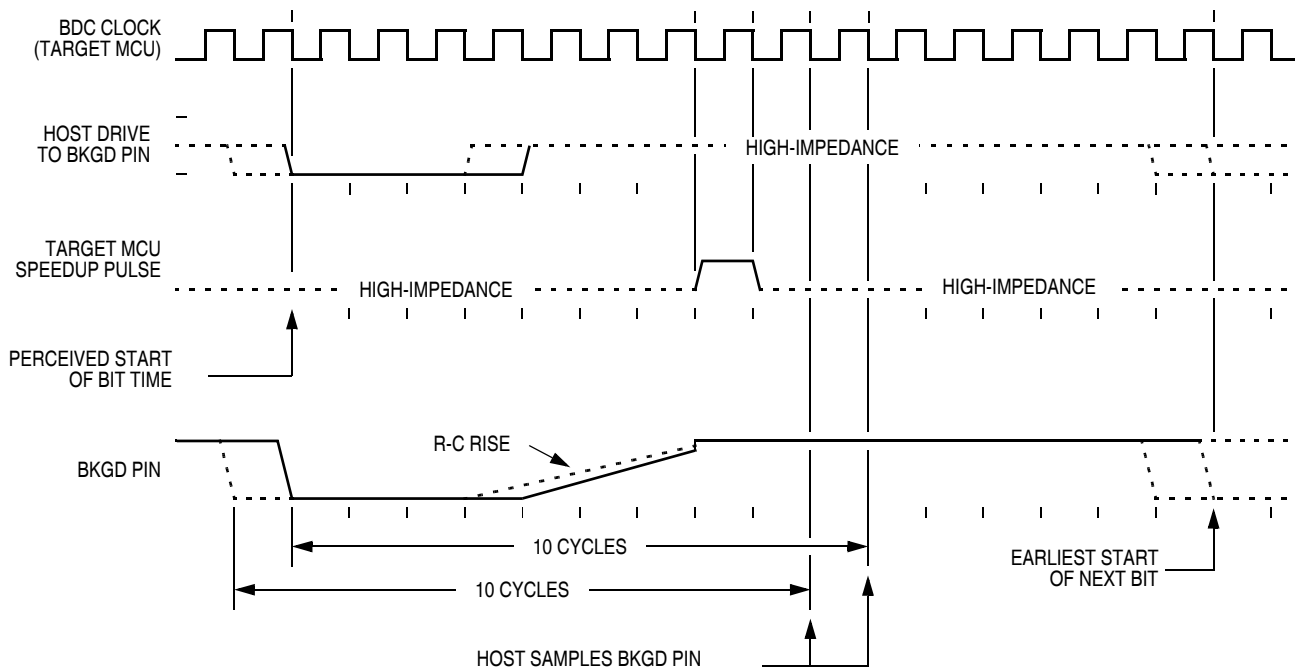 BDC CLOCK
(TARGET MCU)
HOST DRIVE
TO BKGD PIN
HIGH-IMPEDANCE
TARGET MCU
SPEEDUP PULSE
HIGH-IMPEDANCE
HIGH-IMPEDANCE
PERCEIVED START
OF BIT TIME
R-C RISE
BKGD PIN
10 CYCLES
EARLIEST START
OF NEXT BIT
10 CYCLES
HOST SAMPLES BKGD PIN